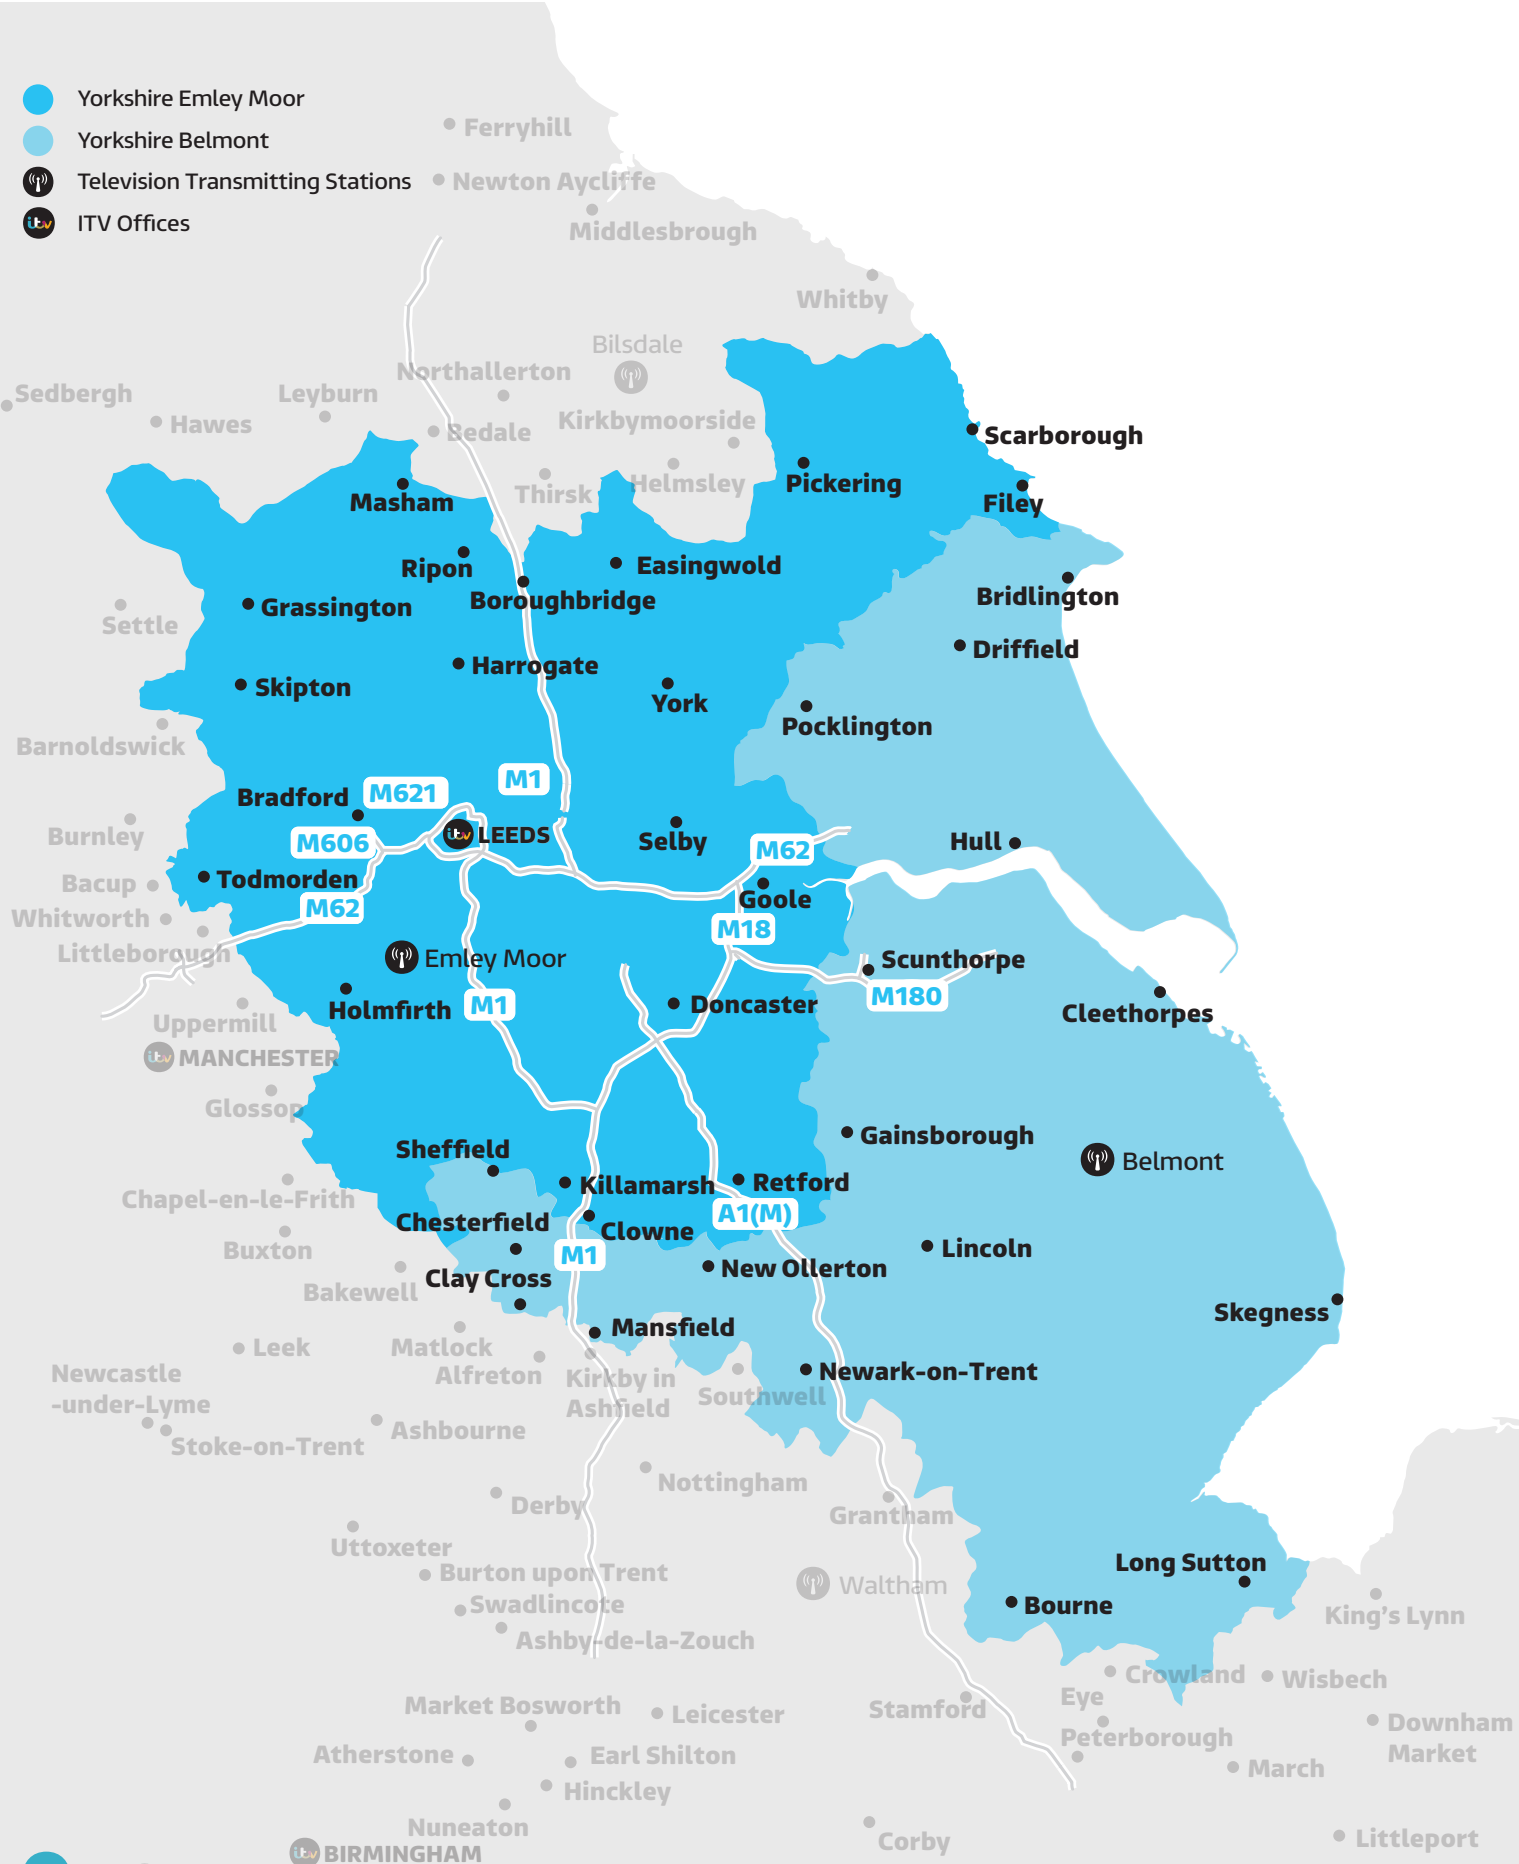 Yorkshire Emley Moor
Yorkshire Belmont
Television Transmitting Stations
itv
ITV Offices
Ferryhill
Newton Aycliffe
Middlesbrough
Whitby
Bilsdale
Northallerton
Sedbergh
Leyburn
Hawes
Kirkbymoorside
Bedale
Scarborough
Thirsk
Helmsley
Pickering
Masham
Filey
Ripon
Easingwold
Boroughbridge
Bridlington
Grassington
Settle
Driffield
Harrogate
Skipton
York
Pocklington
Barnoldswick
M1
M621
Bradford
Burnley
M606
itv
LEEDS
Selby
M62
Hull
Bacup
Todmorden
Goole
M62
Whitworth
M18
Littleborough
Emley Moor
Scunthorpe
M180
Holmfirth
M1
Doncaster
Cleethorpes
Uppermill
itv
MANCHESTER
Glossop
Gainsborough
Sheffield
Belmont
Killamarsh
Retford
Chapel-en-le-Frith
A1(M)
Chesterfield
Clowne
Buxton
M1
Lincoln
New Ollerton
Clay Cross
Bakewell
Skegness
Mansfield
Leek
Matlock
Alfreton
Kirkby in
Ashfield
Newark-on-Trent
Southwell
Newcastle
-under-Lyme
Ashbourne
Stoke-on-Trent
Nottingham
Derby
Grantham
Uttoxeter
Long Sutton
Burton upon Trent
Waltham
Swadlincote
Bourne
King's Lynn
Ashby-de-la-Zouch
Crowland
Wisbech
Eye
Market Bosworth
Leicester
Stamford
Peterborough
Downham
Market
Atherstone
Earl Shilton
March
Hinckley
Nuneaton
Corby
Littleport
itv
BIRMINGHAM